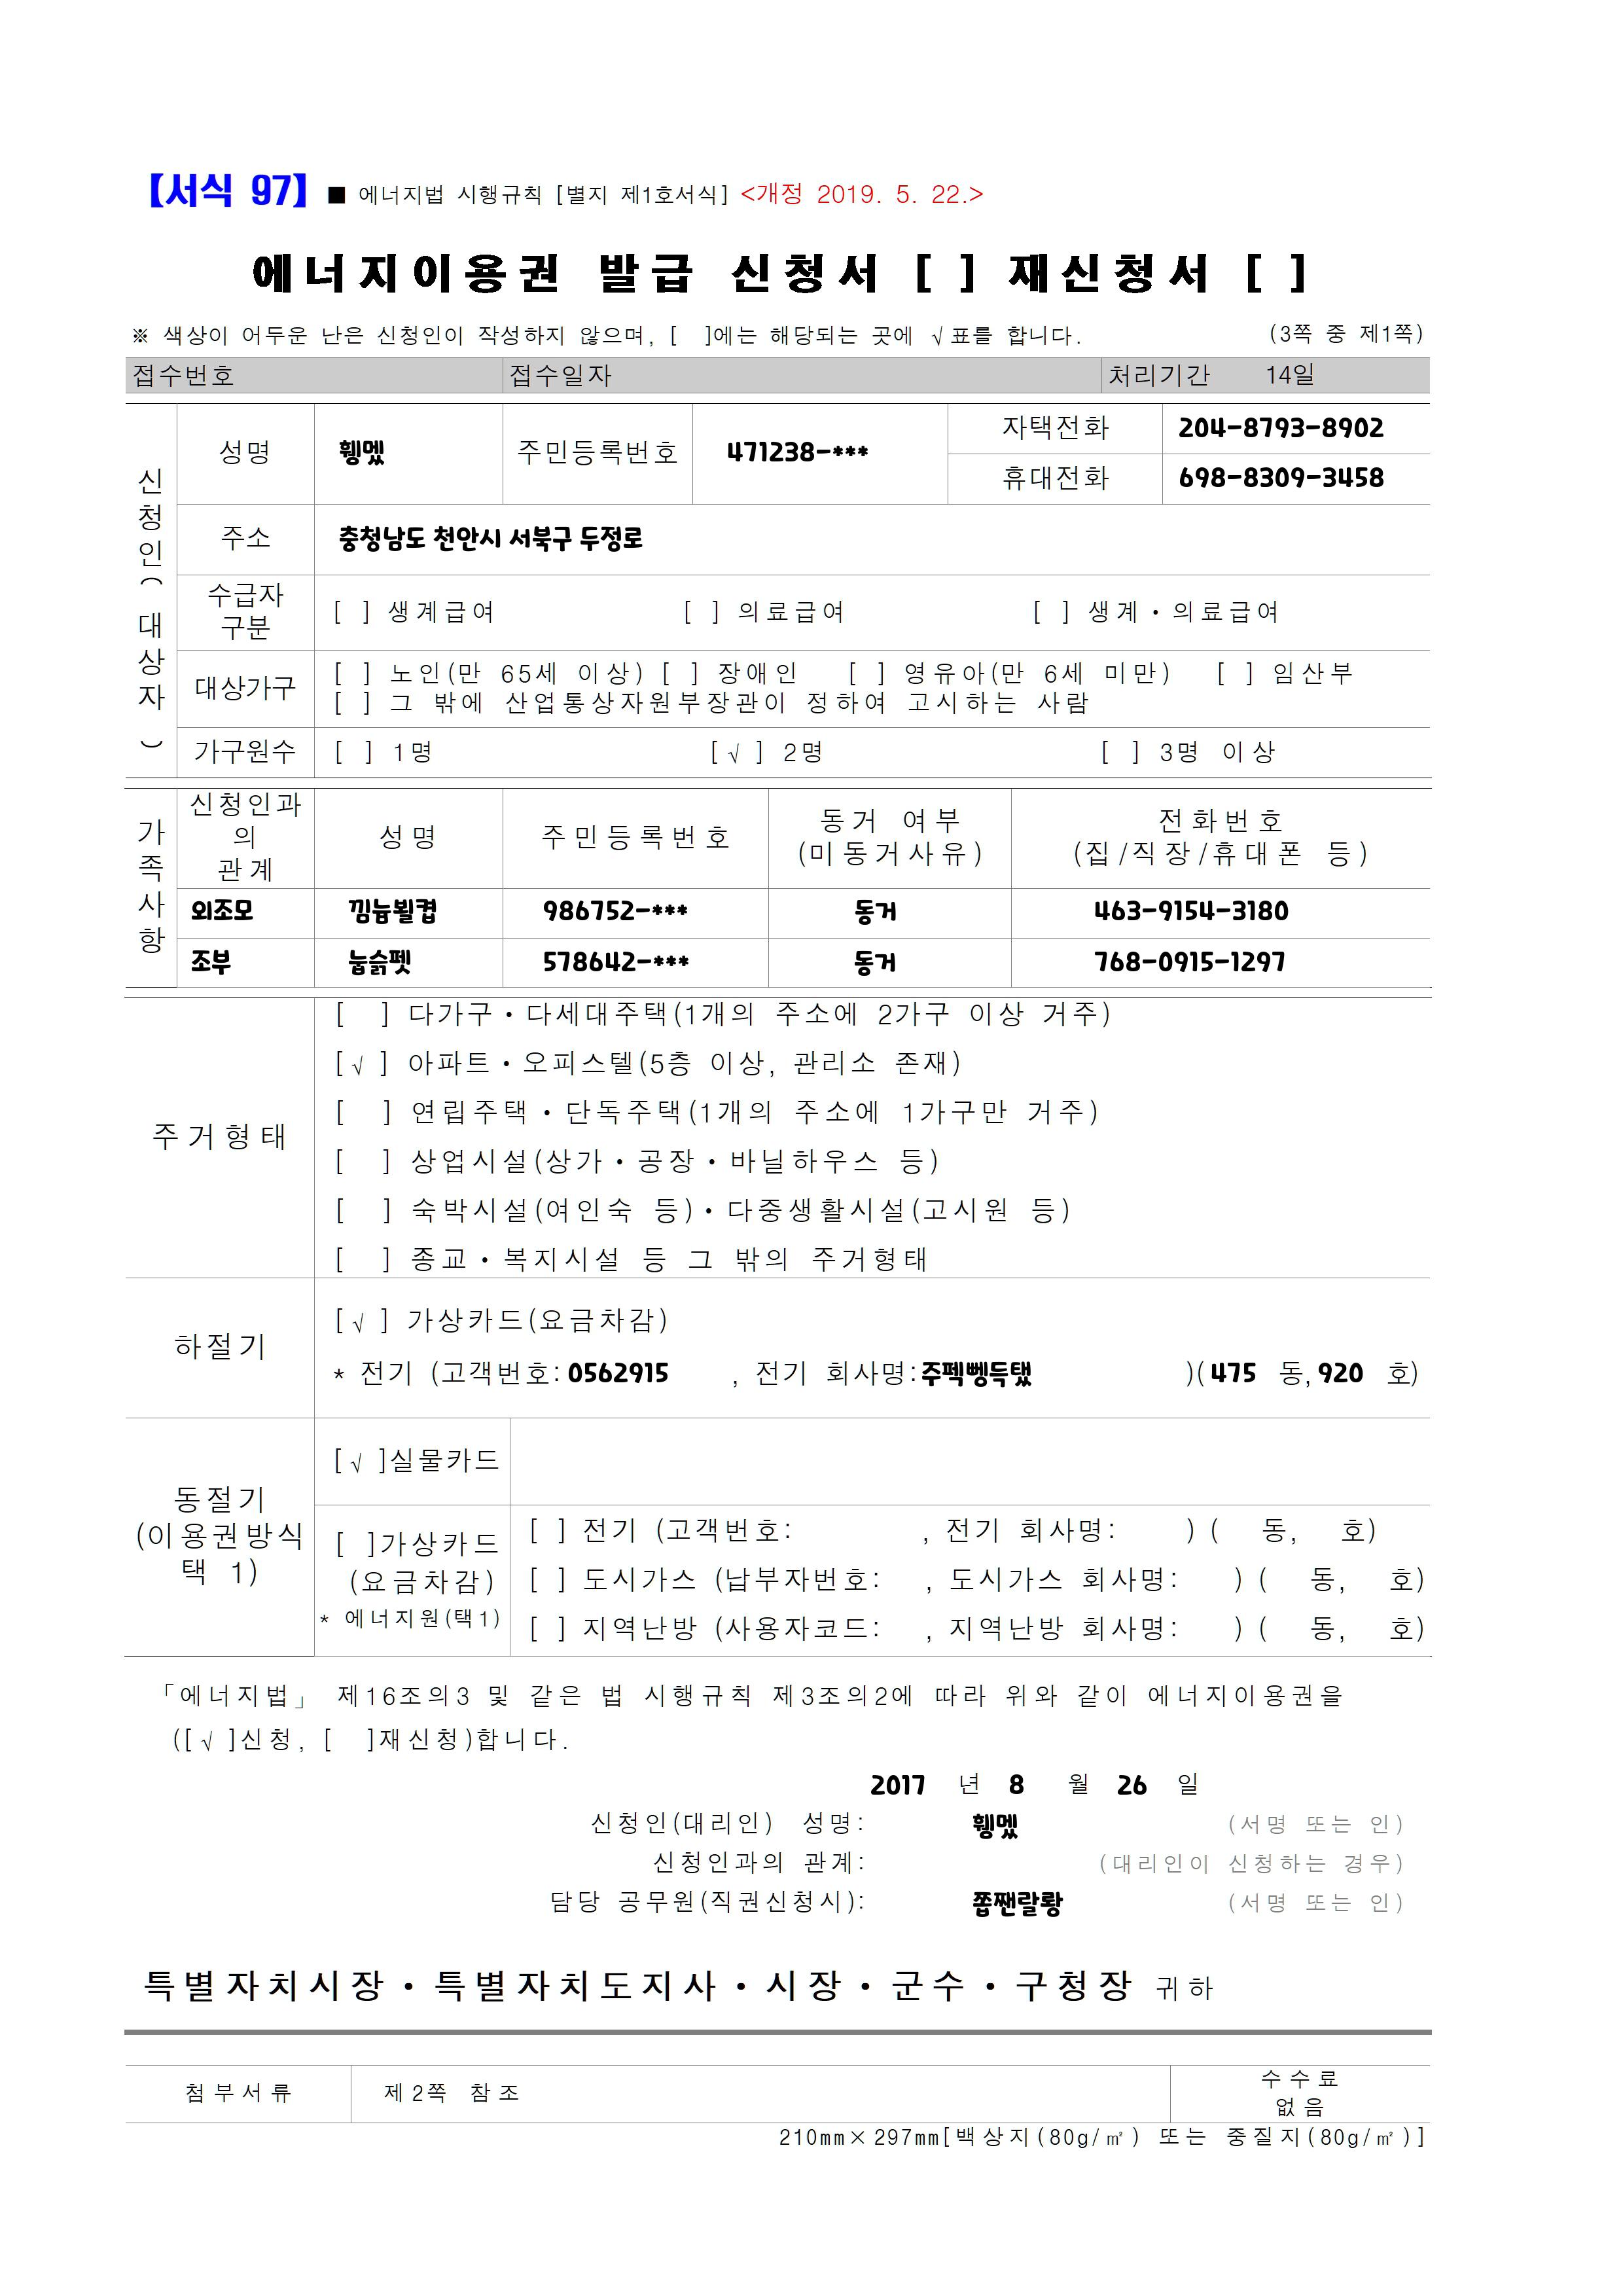 【서식 97】 ■ 에너지법 시행규칙 [별지 제1호서식] <개정 2019. 5. 22.>
에너지이용권 발급 신청서 [ ] 재신청서 [ ]
※ 색상이 어두운 난은 신청인이 작성하지 않으며, [ ]에는 해당되는 곳에 √표를 합니다. (3쪽 중 제1쪽)
접수번호 접수일자 처리기간 14일
신청인(대상자)
성명 휑멨 주민등록번호 471238-***
자택전화 204-8793-8902
휴대전화 698-8309-3458
주소 충청남도 천안시 서북구 두정로
수급자
구분
[ ] 생계급여 [ ] 의료급여 [ ] 생계·의료급여
대상가구
[ ] 노인(만 65세 이상) [ ] 장애인 [ ] 영유아(만 6세 미만) [ ] 임산부
[ ] 그 밖에 산업통상자원부장관이 정하여 고시하는 사람
가구원수 [ ] 1명 [√ ] 2명 [ ] 3명 이상
가족사항
신청인과
의
관계
성명
주민등록번호
동거 여부
(미동거사유)
전화번호
(집/직장/휴대폰 등)
외조모 낌늄뷜컵 986752-*** 동거 463-9154-3180
조부 눕슭펫 578642-*** 동거 768-0915-1297
주거형태
[ ] 다가구·다세대주택(1개의 주소에 2가구 이상 거주)
[√ ] 아파트·오피스텔(5층 이상, 관리소 존재)
[ ] 연립주택·단독주택(1개의 주소에 1가구만 거주)
[ ] 상업시설(상가·공장·바닐하우스 등)
[ ] 숙박시설(여인숙 등)·다중생활시설(고시원 등)
[ ] 종교·복지시설 등 그 밖의 주거형태
하절기
[√ ] 가상카드(요금차감)
* 전기 (고객번호: 0562915 , 전기 회사명:주펙뼁득탰 )(475 동,920 호)
동절기
(이용권방식
택 1)
[√ ]실물카드
[ ]가상카드
(요금차감)
* 에너지원(택1)
[ ] 전기 (고객번호: , 전기 회사명: ) ( 동, 호)
[ ] 도시가스 (납부자번호: , 도시가스 회사명: ) ( 동, 호)
[ ] 지역난방 (사용자코드: , 지역난방 회사명: ) ( 동, 호)
「에너지법」 제16조의3 및 같은 법 시행규칙 제3조의2에 따라 위와 같이 에너지이용권을
([√ ]신청, [ ]재신청)합니다.
2017 년 8 월 26 일
신청인(대리인) 성명: 휑멨 (서명 또는 인)
신청인과의 관계: (대리인이 신청하는 경우)
담당 공무원(직권신청시): 쫍짼랄뢍 (서명 또는 인)
특별자치시장·특별자치도지사·시장·군수·구청장 귀하
첨부서류 제2쪽 참조
수수료
없음
210mm×297mm[백상지(80g/㎡) 또는 중질지(80g/㎡)]